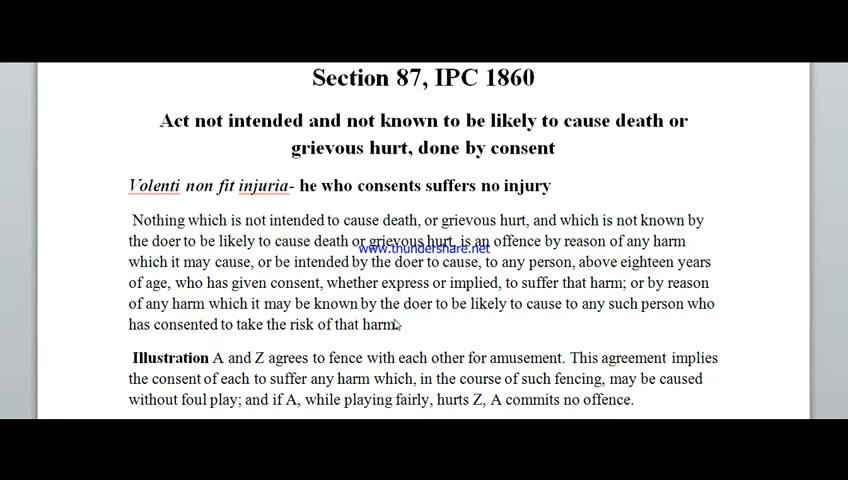 Section 87, IPC 1860
Act not intended and not known to be likely to cause death or
grievous hurt, done by consent
Volenti non fit injuria- he who consents suffers no injury
Nothing which is not intended to cause death, or grievous hurt, and which is not known by
the doer to be likely to cause death or grievous hurt, is an offence by reason of any harm
www.thundershare.net
which it may cause, or be intended by the doer to cause, to any person, above eighteen years
of age, who has given consent, whether express or implied, to suffer that harm; or by reason
of any harm which it may be known by the doer to be likely to cause to any such person who
has consented to take the risk of that harm.
Illustration A and Z agrees to fence with each other for amusement. This agreement implies
the consent of each to suffer any harm which, in the course of such fencing, may be caused
without foul play; and if A, while playing fairly, hurts Z, A commits no offence.